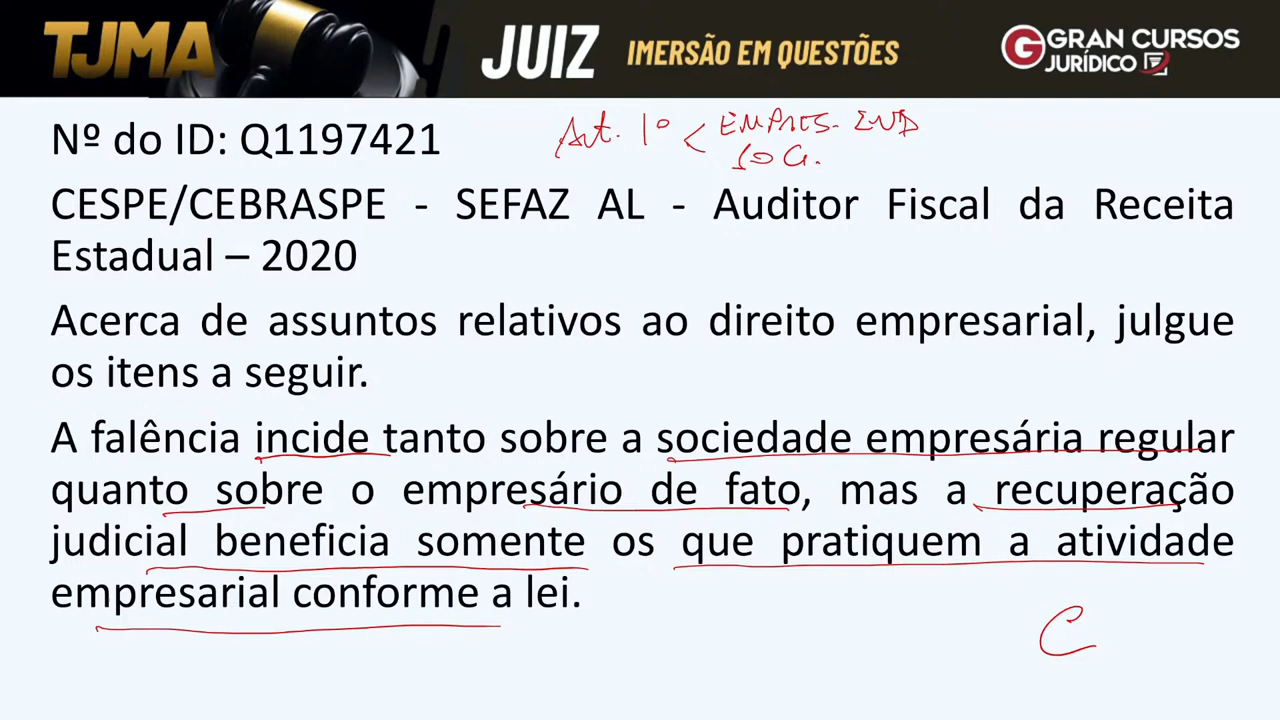 TJMA
JUIZ
IMERSÃO EM QUESTÕES
GRAN CURSOS
JURÍDICO
Nº do ID: Q1197421
Art. 1º < EMPRES. IND
SOC.
CESPE/CEBRASPE - SEFAZ AL - Auditor Fiscal da Receita
Estadual – 2020
Acerca de assuntos relativos ao direito empresarial, julgue
os itens a seguir.
A falência incide tanto sobre a sociedade empresária regular
quanto sobre o empresário de fato, mas a recuperação
judicial beneficia somente os que pratiquem a atividade
empresarial conforme a lei.
C